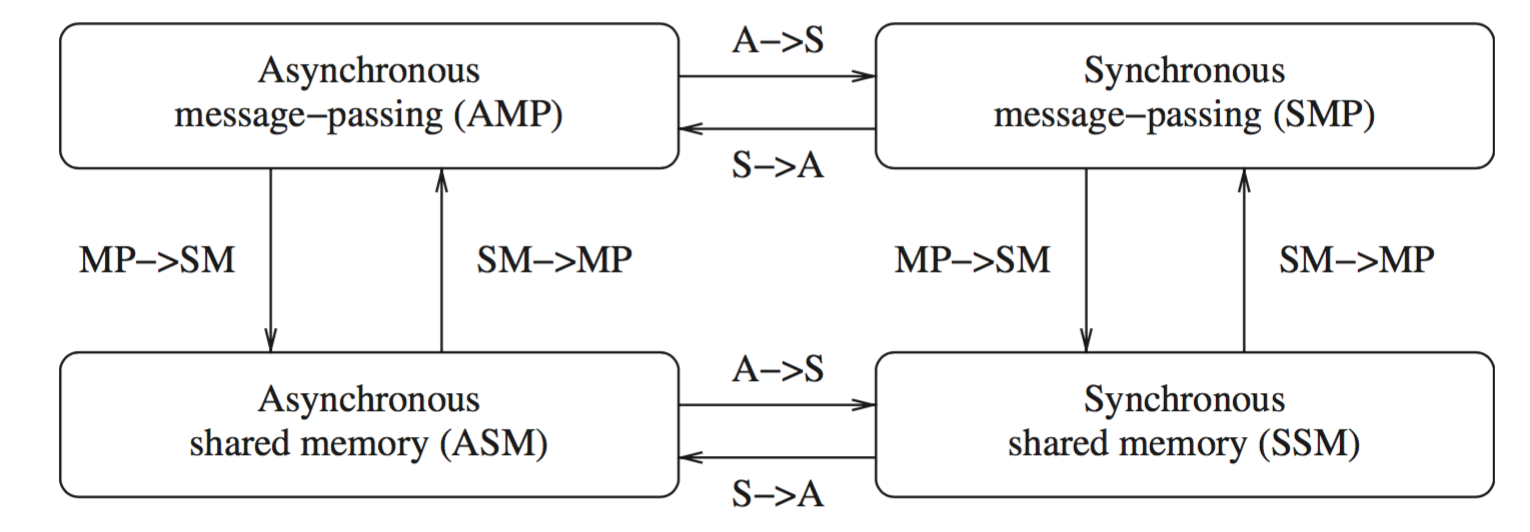 Asynchronous
message–passing (AMP)
A–>S
S–>A
Synchronous
message–passing (SMP)
MP–>SM
SM–>MP
MP–>SM
SM–>MP
Asynchronous
shared memory (ASM)
A–>S
S–>A
Synchronous
shared memory (SSM)